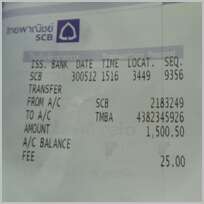 ไทยพาณิชย์
SCB
ISS. BANK DATE TIME LOCAT. SEQ.
SCB 300512 1516 3449 9356
TRANSFER
FROM A/C SCB 2183249
TO A/C TMBA 4382345926
AMOUNT 1,500.50
A/C BALANCE
FEE 25.00